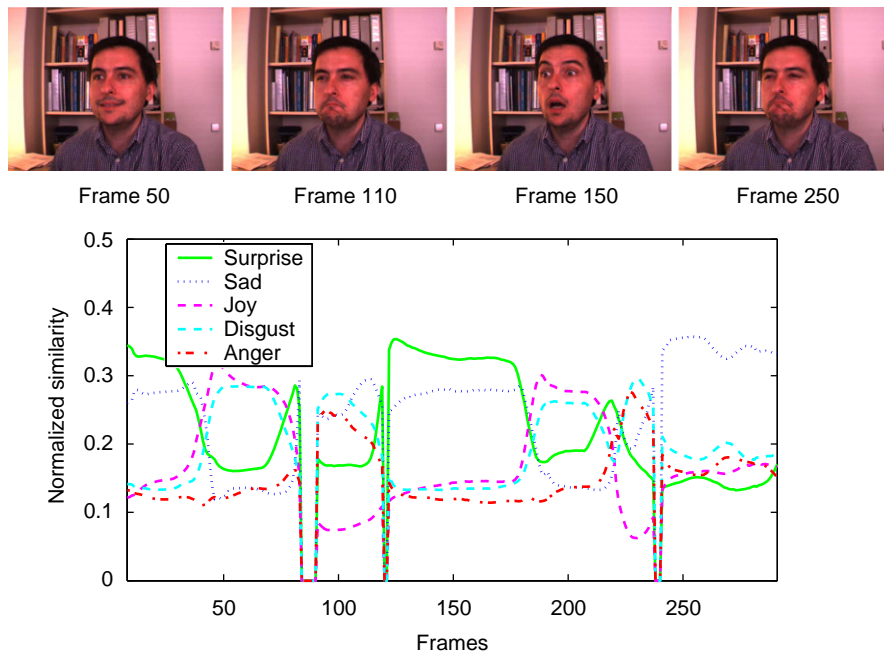 Frame 50 Frame 110 Frame 150 Frame 250
0.5
Surprise
Sad
Joy
Disgust
Anger
0.4
0.3
0.2
0.1
0
Normalized similarity
50 100 150 200 250
Frames